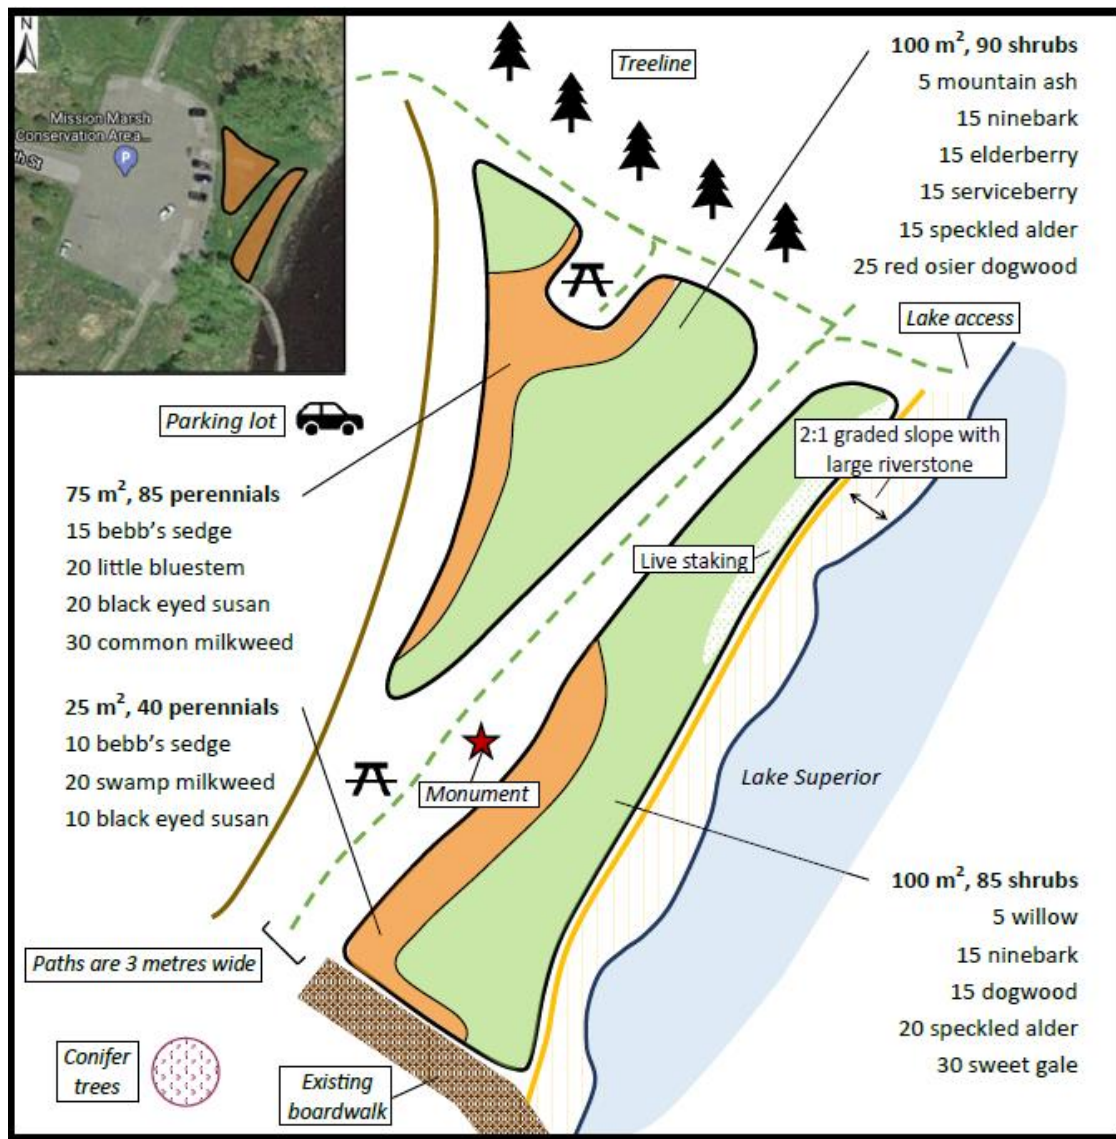 N
Mission Marsh
Conservation Area...
P
th St
Treeline
100 m², 90 shrubs
5 mountain ash
15 ninebark
15 elderberry
15 serviceberry
15 speckled alder
25 red osier dogwood
Lake access
Parking lot
2:1 graded slope with
large riverstone
75 m², 85 perennials
15 bebb's sedge
20 little bluestem
20 black eyed susan
30 common milkweed
Live staking
25 m², 40 perennials
10 bebb's sedge
20 swamp milkweed
10 black eyed susan
Monument
Lake Superior
100 m², 85 shrubs
5 willow
15 ninebark
15 dogwood
20 speckled alder
30 sweet gale
Paths are 3 metres wide
Conifer
trees
Existing
boardwalk